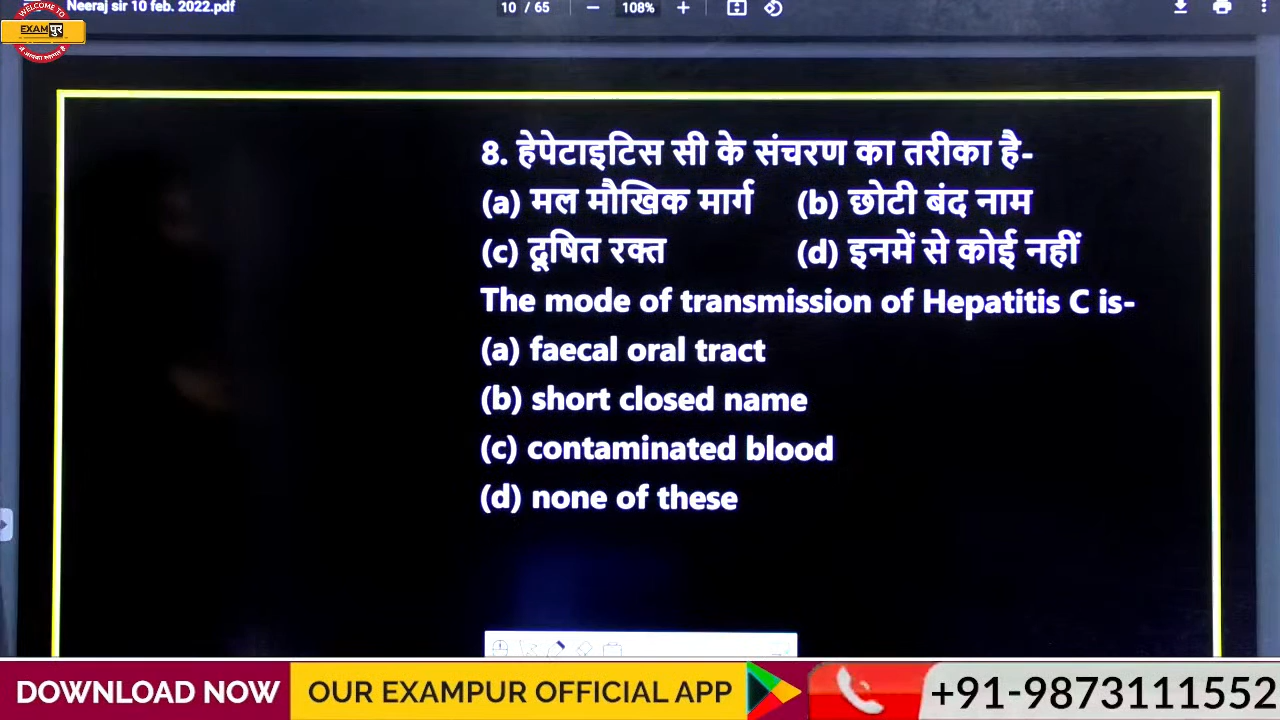 WELCOME TO
Neeraj sir 10 feb. 2022.pdf
10 / 65
108%
EXAMपुर
8. हेपेटाइटिस सी के संचरण का तरीका है-
(a) मल मौखिक मार्ग (b) छोटी बंद नाम
(c) दूषित रक्त (d) इनमें से कोई नहीं
The mode of transmission of Hepatitis C is-
(a) faecal oral tract
(b) short closed name
(c) contaminated blood
(d) none of these
DOWNLOAD NOW OUR EXAMPUR OFFICIAL APP +91-9873111552